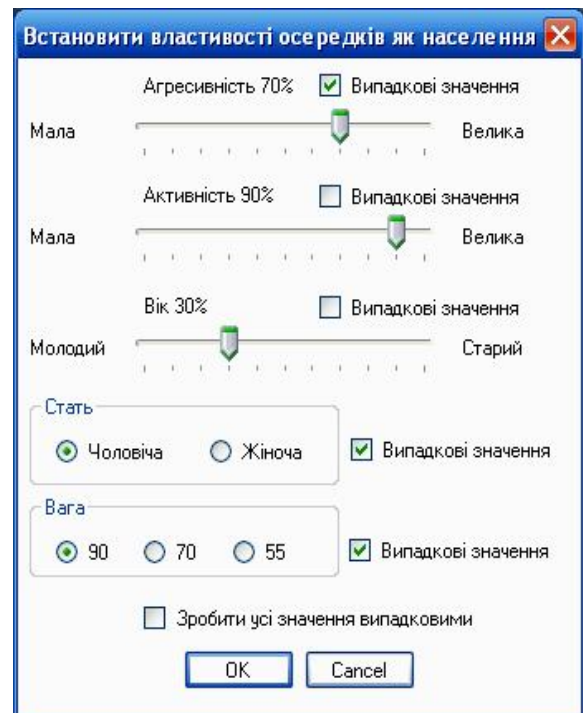 Встановити властивості осередків як населення
Агресивність 70% Випадкові значення
Мала Велика
Активність 90% Випадкові значення
Мала Велика
Вік 30% Випадкові значення
Молодий Старий
Стать
Чоловіча Жіноча Випадкові значення
Вага
90 70 55 Випадкові значення
Зробити усі значення випадковими
OK Cancel